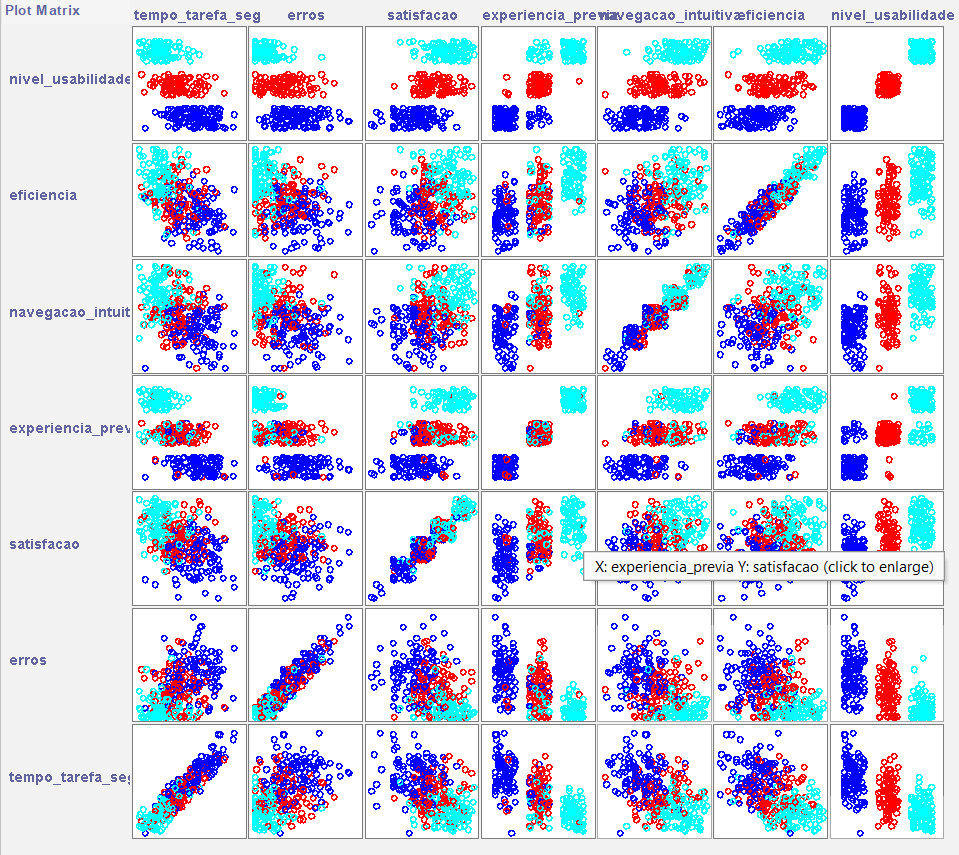 Plot Matrix
tempo_tarefa_seg erros satisfacao experiencia_previa navegacao_intuitiva eficiencia nivel_usabilidade
nivel_usabilidade
eficiencia
navegacao_intuit
experiencia_prev
satisfacao
X: experiencia_previa Y: satisfacao (click to enlarge)
erros
tempo_tarefa_seg